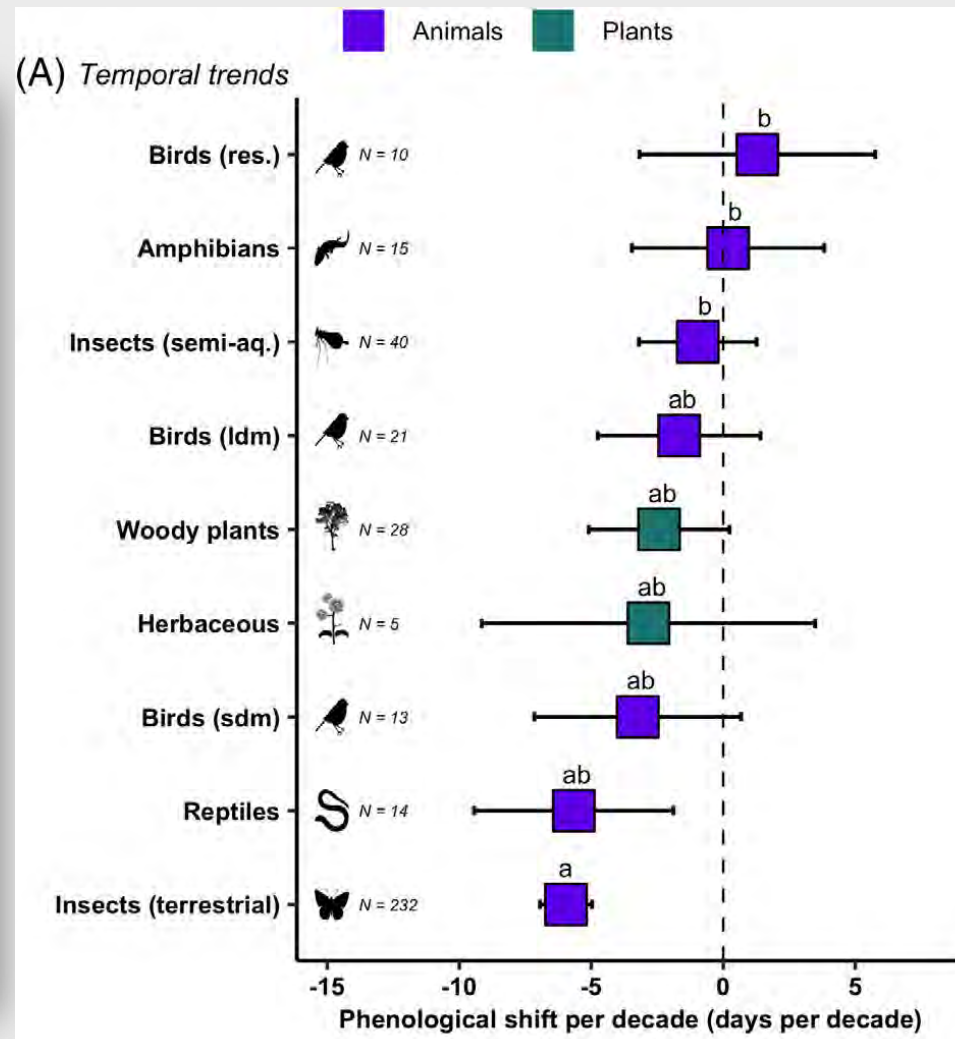 Animals Plants
(A) Temporal trends
b
Birds (res.) N = 10
b
Amphibians N = 15
b
Insects (semi-aq.) N = 40
ab
Birds (ldm) N = 21
ab
Woody plants N = 28
ab
Herbaceous N = 5
ab
Birds (sdm) N = 13
ab
Reptiles N = 14
a
Insects (terrestrial) N = 232
-15 -10 -5 0 5
Phenological shift per decade (days per decade)